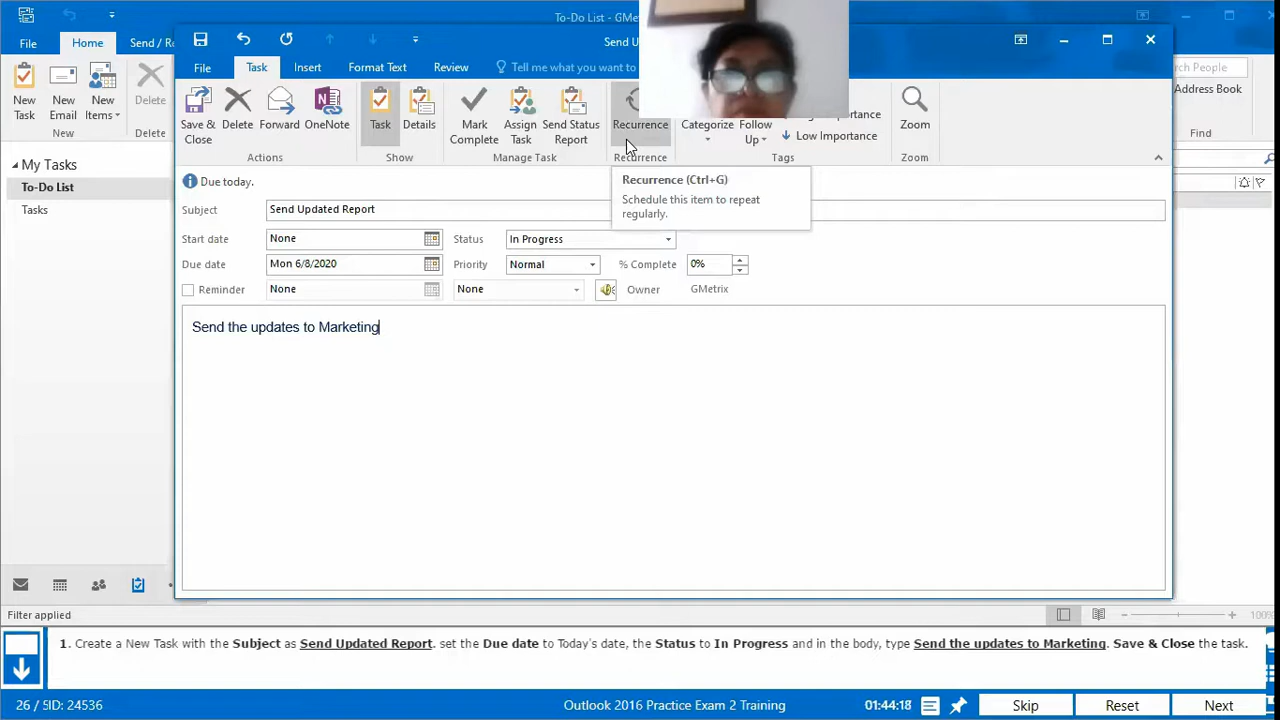 To-Do List - GMe
File
Home
Send / R
Search People
Send U
File
Task
Insert
Format Text
Review
Tell me what you want to
New
Task
New
Email
New
Items
Delete
Save &
Close
Delete
Forward
OneNote
Task
Details
Mark
Complete
Assign
Task
Send Status
Report
Recurrence
Categorize
Follow
Up
Importance
Low Importance
Zoom
Address Book
New
Delete
Actions
Show
Manage Task
Recurrence
Tags
Zoom
Find
My Tasks
To-Do List
Tasks
Due today.
Recurrence (Ctrl+G)
Schedule this item to repeat
regularly.
Subject
Send Updated Report
Start date
None
Status
In Progress
Due date
Mon 6/8/2020
Priority
Normal
% Complete
0%
Reminder
None
None
Owner
GMetrix
Send the updates to Marketing
Filter applied
100%
1. Create a New Task with the Subject as Send Updated Report. set the Due date to Today's date, the Status to In Progress and in the body, type Send the updates to Marketing. Save & Close the task.
26 /
ID: 24536
Outlook 2016 Practice Exam 2 Training
01:44:18
Skip
Reset
Next